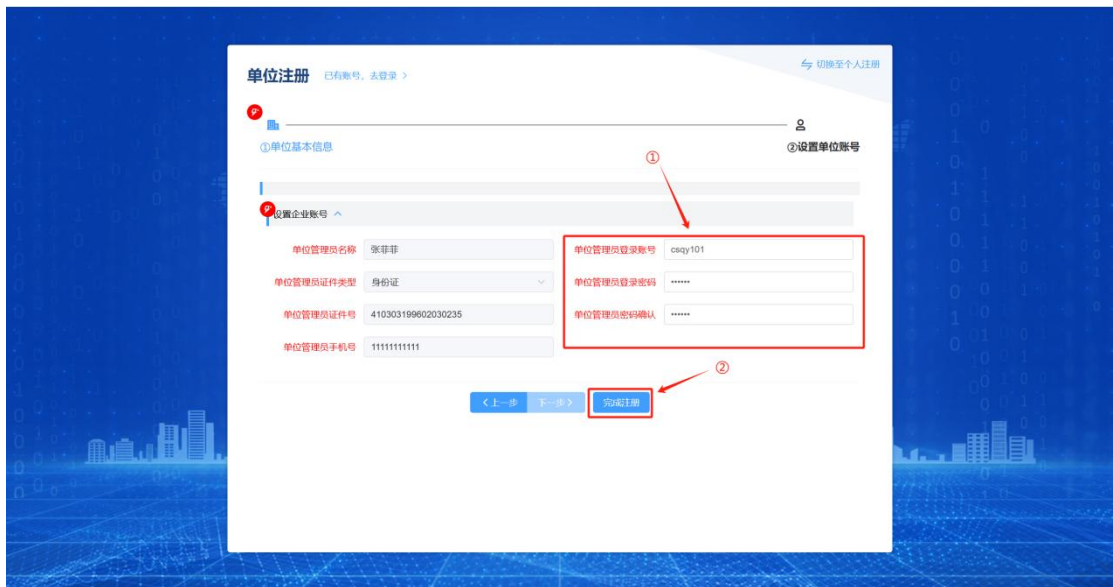 单位注册 已有账号，去登录 >
切换至个人注册
①单位基本信息
②设置单位账号
①
设置企业账号
单位管理员名称 张菲菲
单位管理员登录账号 csqy101
单位管理员证件类型 身份证
单位管理员登录密码 ••••••
单位管理员证件号 410303199602030235
单位管理员密码确认 ••••••
单位管理员手机号 11111111111
②
<上一步 下一步> 完成注册